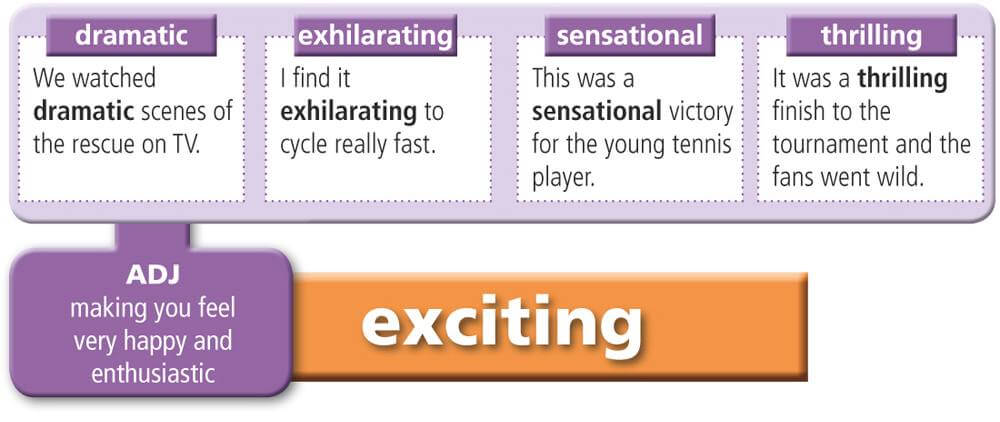 dramatic
We watched
dramatic scenes of
the rescue on TV.
exhilarating
I find it
exhilarating to
cycle really fast.
sensational
This was a
sensational victory
for the young tennis
player.
thrilling
It was a thrilling
finish to the
tournament and the
fans went wild.
ADJ
making you feel
very happy and
enthusiastic
exciting